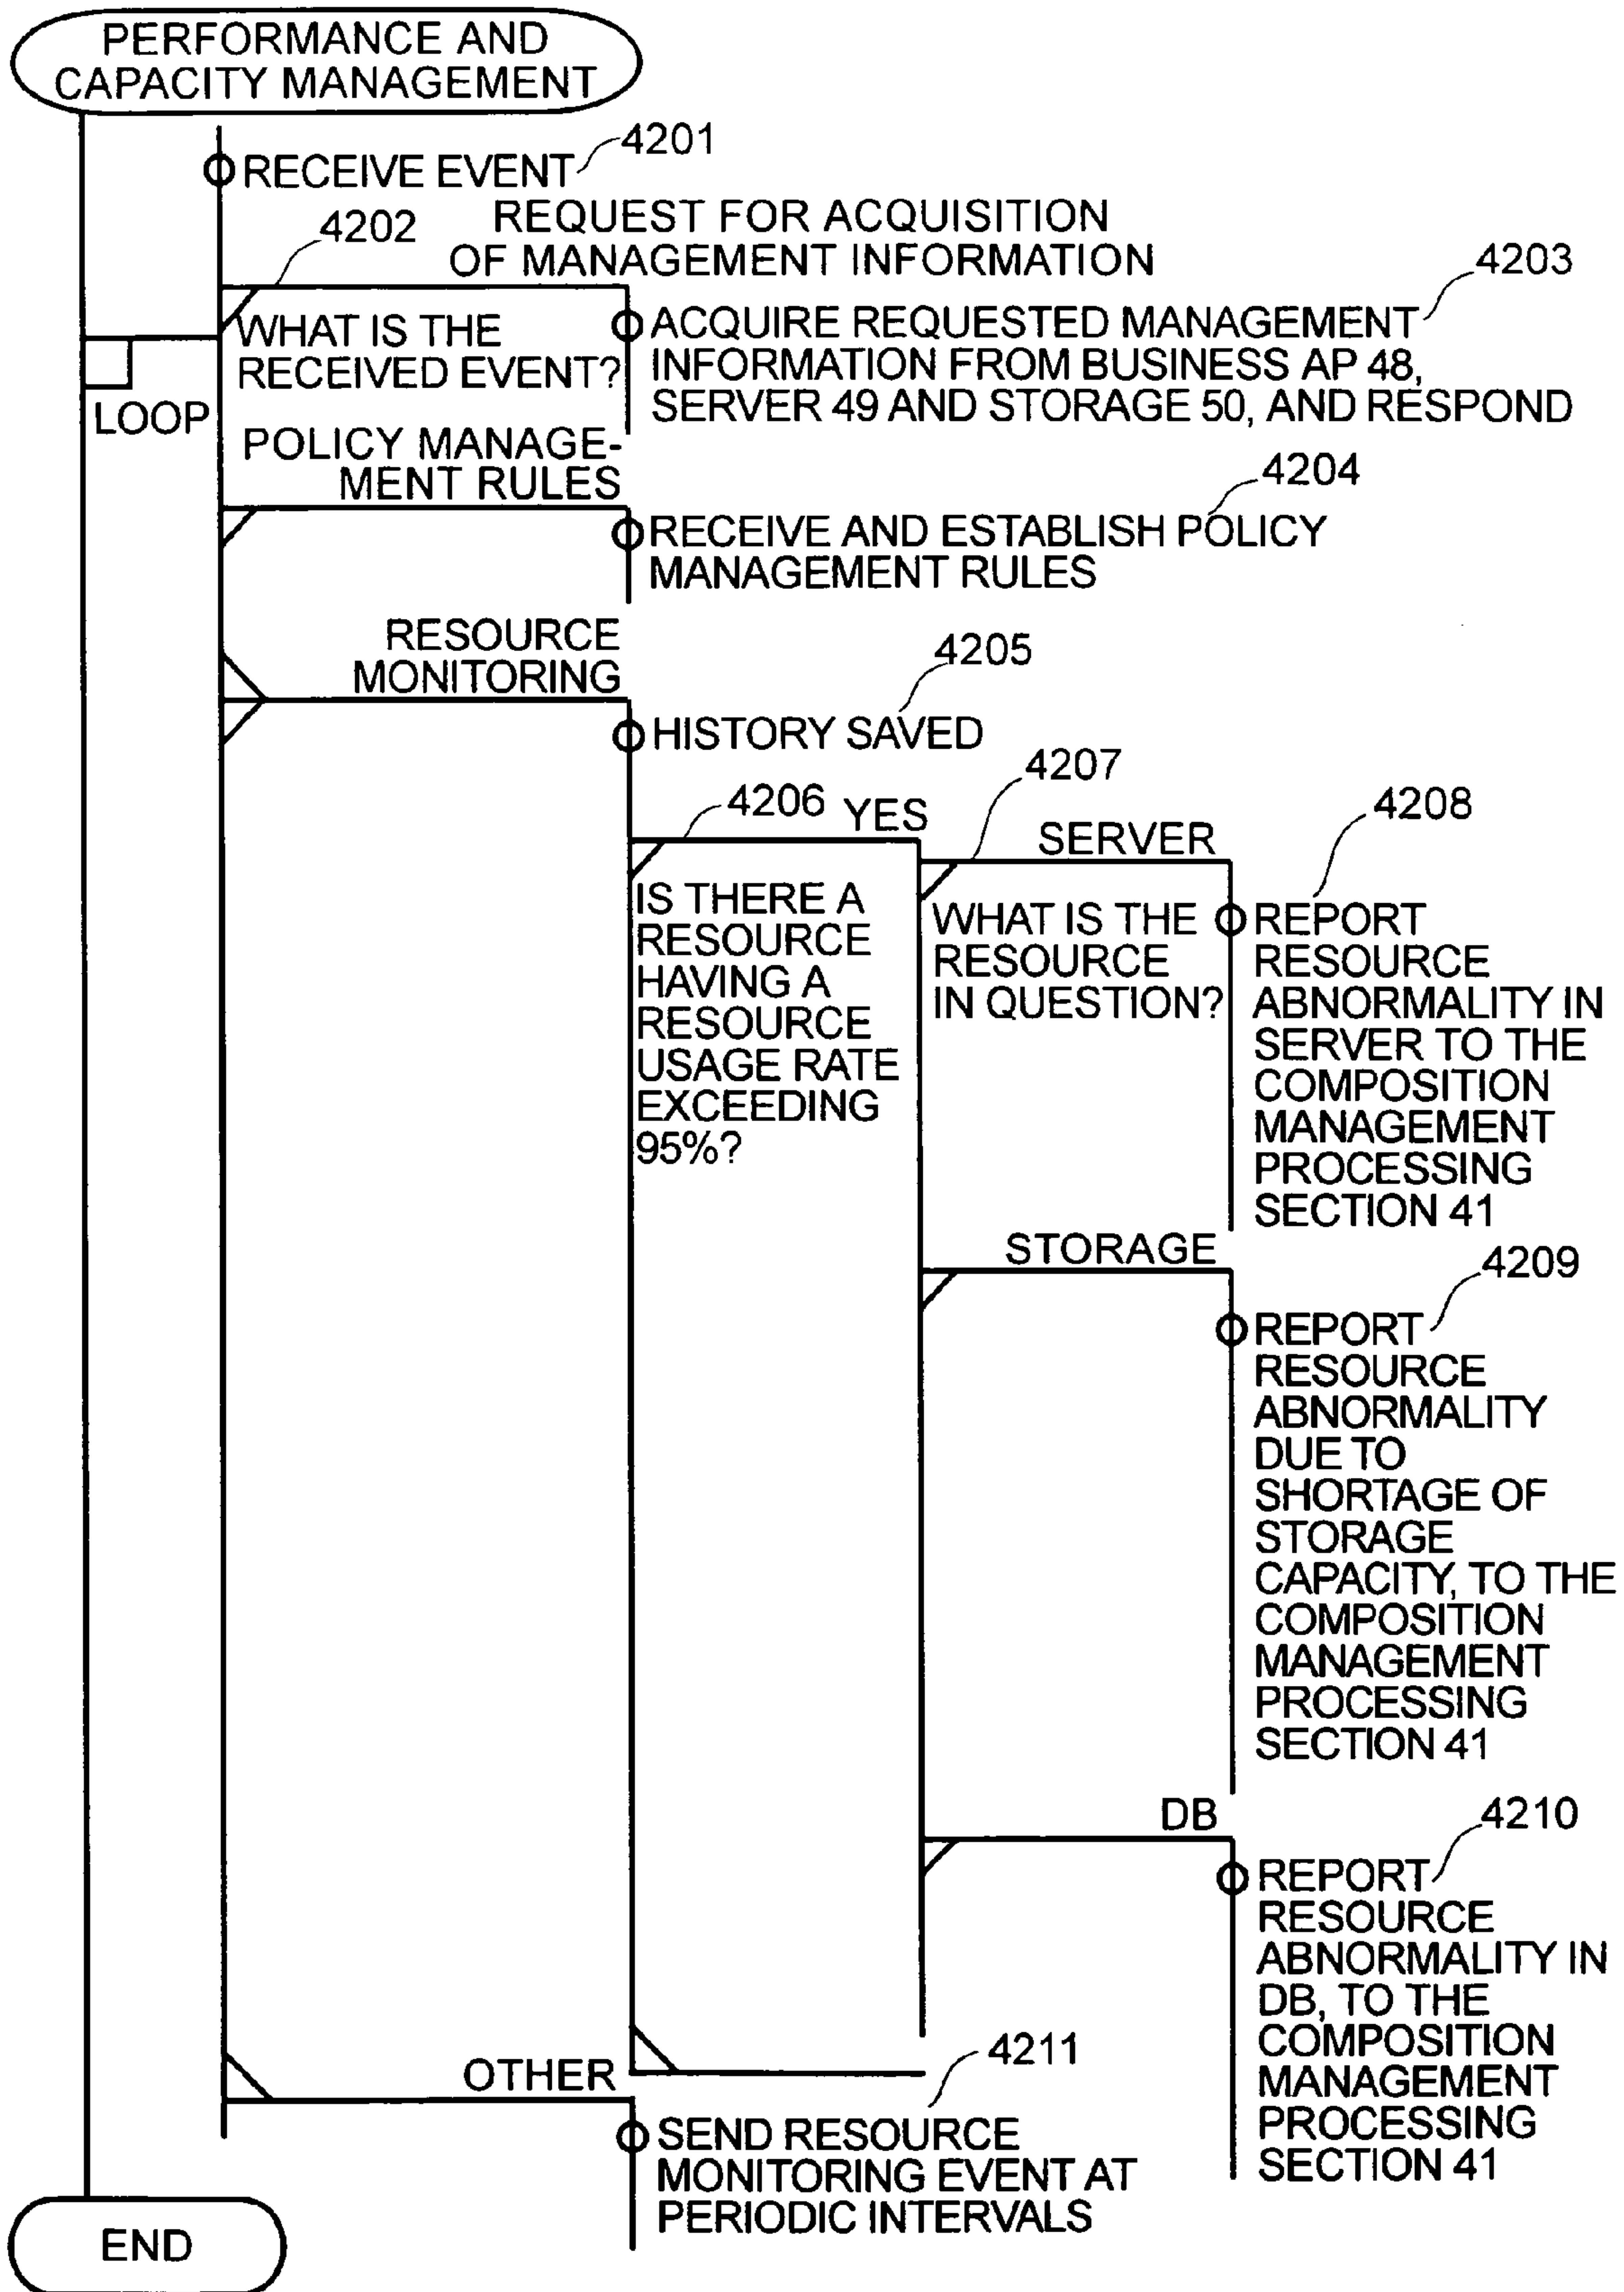 PERFORMANCE AND
CAPACITY MANAGEMENT
4201
RECEIVE EVENT
4202
REQUEST FOR ACQUISITION
OF MANAGEMENT INFORMATION
4203
WHAT IS THE
RECEIVED EVENT?
ACQUIRE REQUESTED MANAGEMENT
INFORMATION FROM BUSINESS AP 48,
SERVER 49 AND STORAGE 50, AND RESPOND
LOOP
POLICY MANAGE-
MENT RULES
4204
RECEIVE AND ESTABLISH POLICY
MANAGEMENT RULES
RESOURCE
MONITORING
4205
HISTORY SAVED
4206
YES
4207
SERVER
4208
IS THERE A
RESOURCE
HAVING A
RESOURCE
USAGE RATE
EXCEEDING
95%?
WHAT IS THE
RESOURCE
IN QUESTION?
REPORT
RESOURCE
ABNORMALITY IN
SERVER TO THE
COMPOSITION
MANAGEMENT
PROCESSING
SECTION 41
STORAGE
4209
REPORT
RESOURCE
ABNORMALITY
DUE TO
SHORTAGE OF
STORAGE
CAPACITY, TO THE
COMPOSITION
MANAGEMENT
PROCESSING
SECTION 41
DB
4210
REPORT
RESOURCE
ABNORMALITY IN
DB, TO THE
COMPOSITION
MANAGEMENT
PROCESSING
SECTION 41
OTHER
4211
SEND RESOURCE
MONITORING EVENT AT
PERIODIC INTERVALS
END